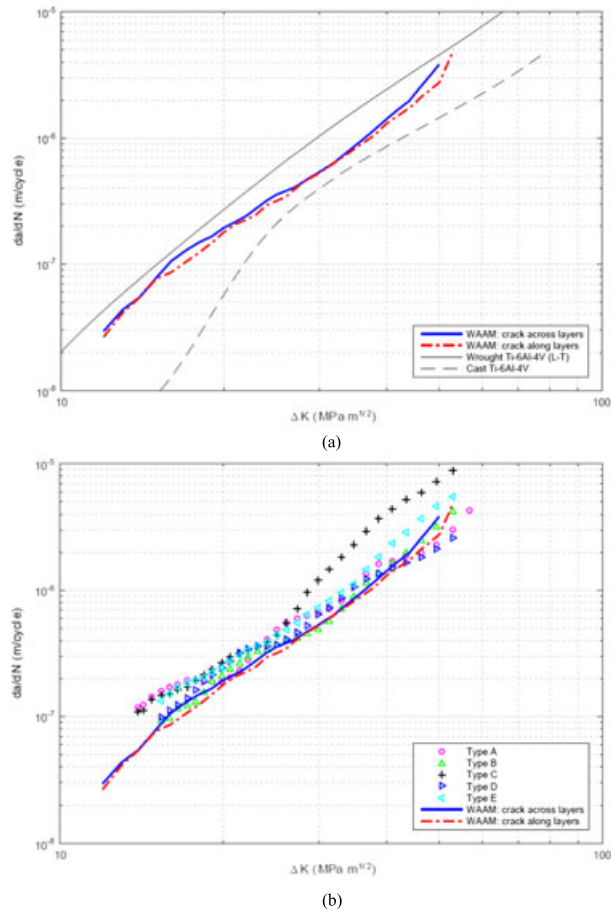 10⁻⁵
10⁻⁶
10⁻⁷
10⁻⁸
da/dN (m/cycle)
WAAM: crack across layers
WAAM: crack along layers
Wrought Ti-6Al-4V (L-T)
Cast Ti-6Al-4V
10
100
Δ K (MPa m^1/2)
(a)
10⁻⁵
10⁻⁶
10⁻⁷
10⁻⁸
da/dN (m/cycle)
Type A
Type B
Type C
Type D
Type E
WAAM: crack across layers
WAAM: crack along layers
10
100
Δ K (MPa m^1/2)
(b)